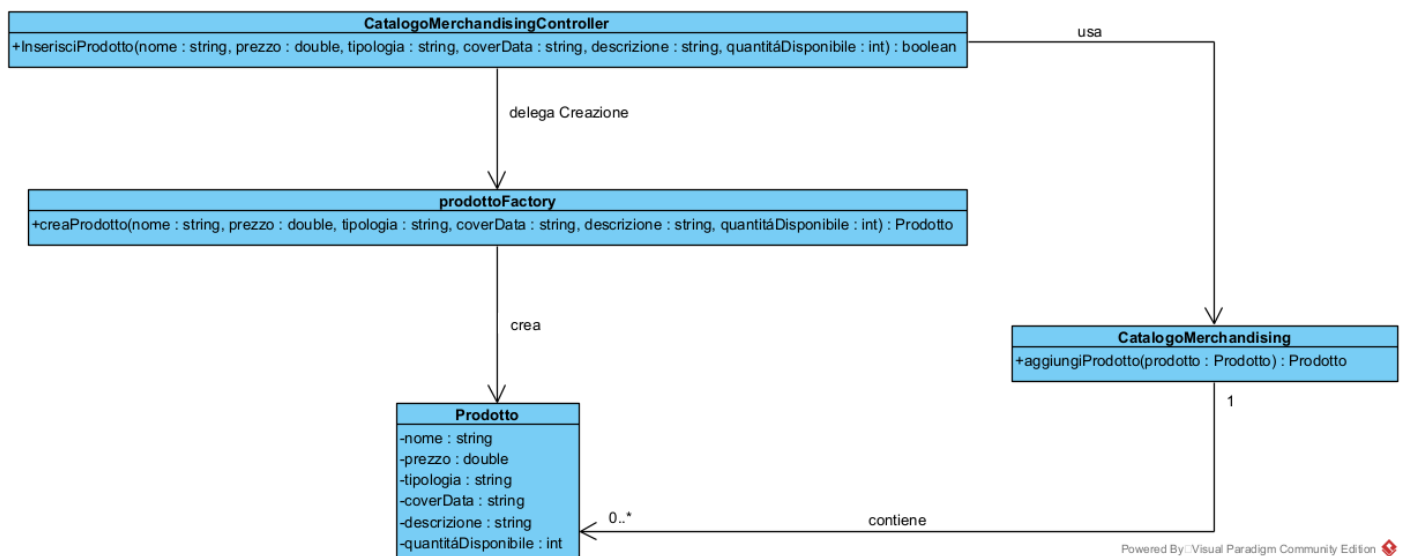 CatalogoMerchandisingController
+InserisciProdotto(nome : string, prezzo : double, tipologia : string, coverData : string, descrizione : string, quantitáDisponibile : int) : boolean
usa
delega Creazione
prodottoFactory
+creaProdotto(nome : string, prezzo : double, tipologia : string, coverData : string, descrizione : string, quantitáDisponibile : int) : Prodotto
crea
CatalogoMerchandising
+aggiungiProdotto(prodotto : Prodotto) : Prodotto
1
Prodotto
-nome : string
-prezzo : double
-tipologia : string
-coverData : string
-descrizione : string
-quantitáDisponibile : int
0..*
contiene
Powered By Visual Paradigm Community Edition